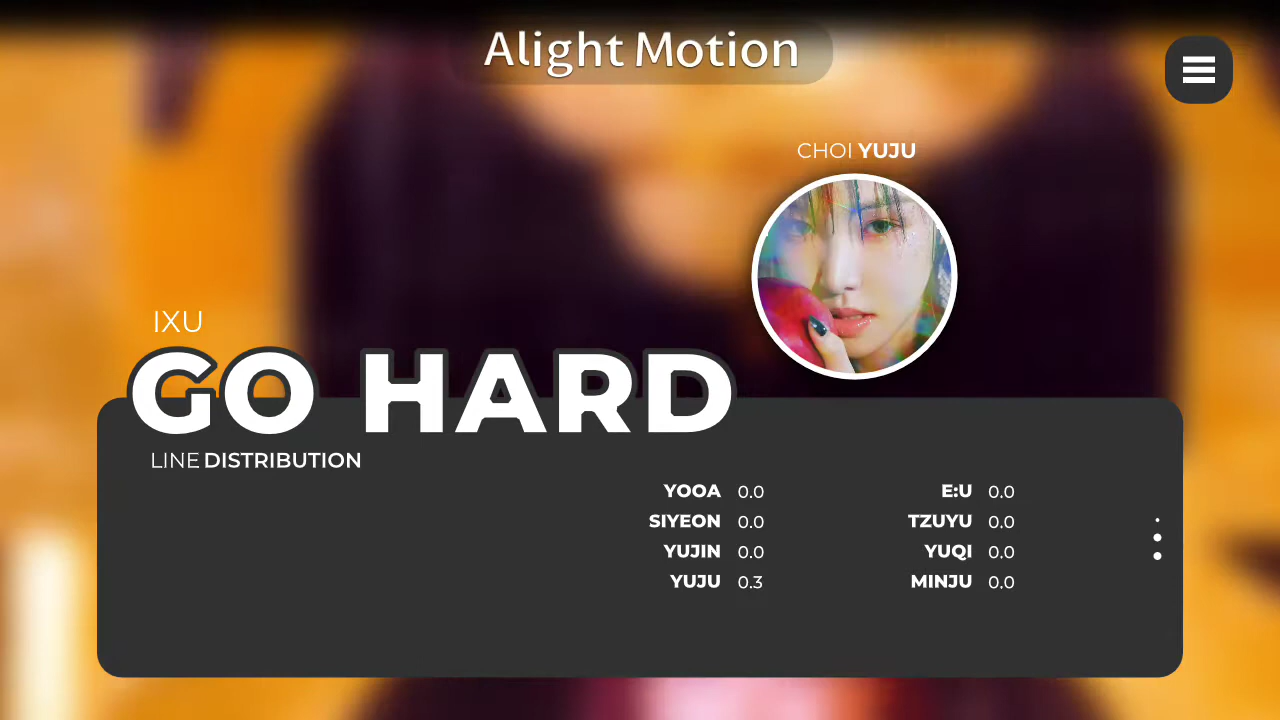 Alight Motion
CHOI YUJU
IXU
GO HARD
LINE DISTRIBUTION
YOOA 0.0 E:U 0.0
SIYEON 0.0 TZUYU 0.0
YUJIN 0.0 YUQI 0.0
YUJU 0.3 MINJU 0.0